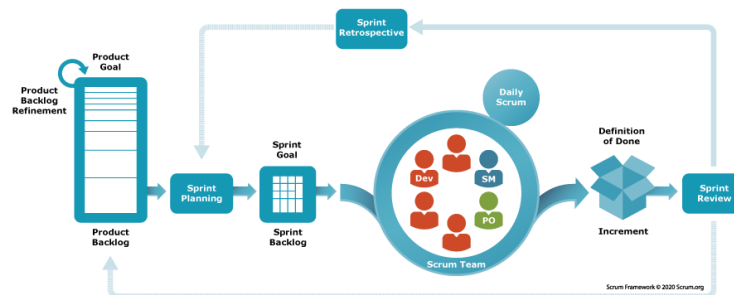 Sprint
Retrospective
Product
Goal
Product
Backlog
Refinement
Daily
Scrum
Sprint
Goal
Definition
of Done
Dev
SM
Sprint
Planning
Sprint
Review
PO
Sprint
Backlog
Product
Backlog
Increment
Scrum Team
Scrum Framework © 2020 Scrum.org